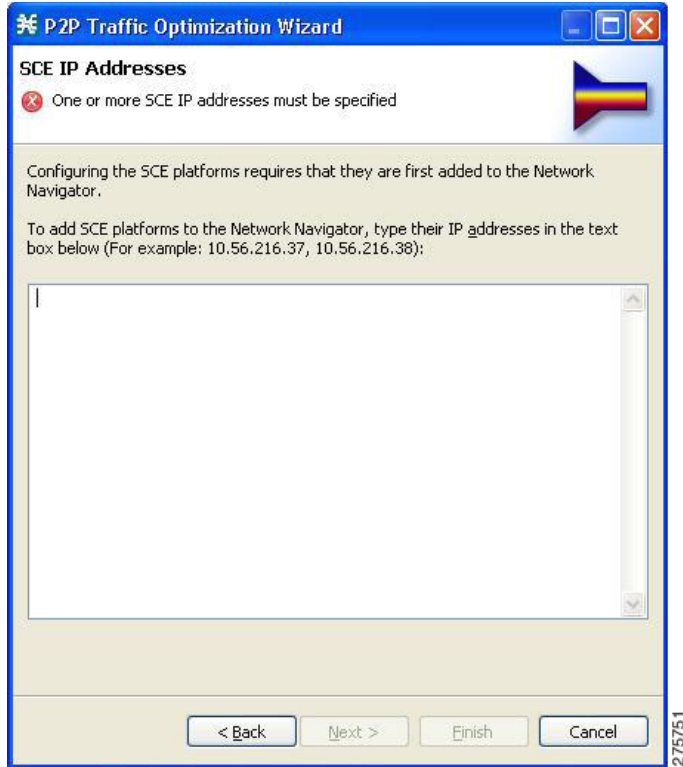 P2P Traffic Optimization Wizard
SCE IP Addresses
One or more SCE IP addresses must be specified
Configuring the SCE platforms requires that they are first added to the Network
Navigator.
To add SCE platforms to the Network Navigator, type their IP addresses in the text
box below (For example: 10.56.216.37, 10.56.216.38):
< Back
Next >
Finish
Cancel
275751